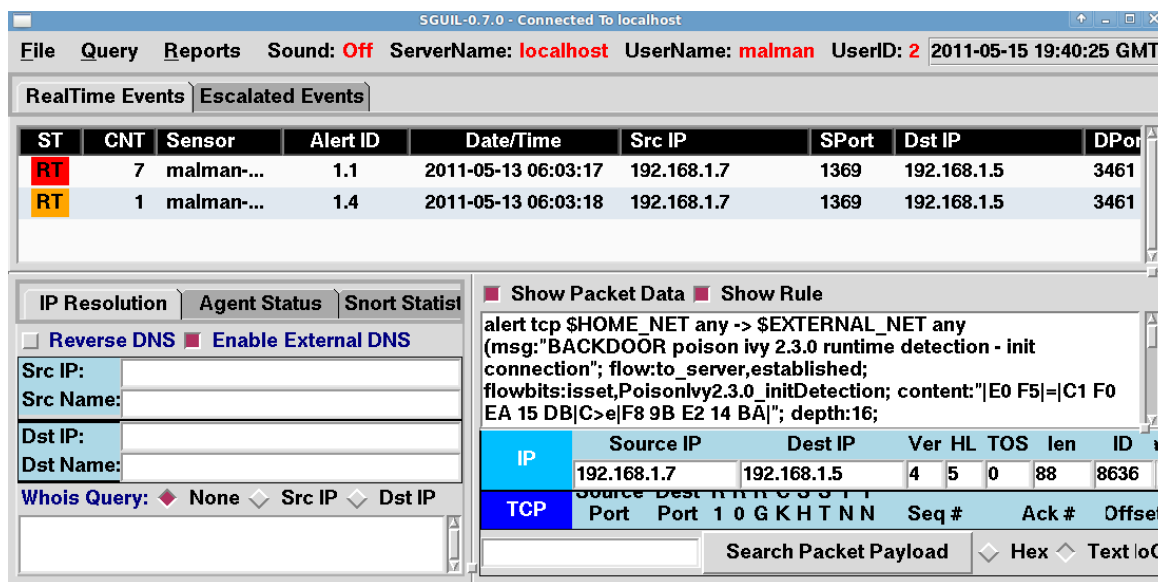 SGUIL-0.7.0 - Connected To localhost
File Query Reports Sound: Off ServerName: localhost UserName: malman UserID: 2 2011-05-15 19:40:25 GMT
RealTime Events Escalated Events
ST CNT Sensor Alert ID Date/Time Src IP SPort Dst IP DPor
RT 7 malman-... 1.1 2011-05-13 06:03:17 192.168.1.7 1369 192.168.1.5 3461
RT 1 malman-... 1.4 2011-05-13 06:03:18 192.168.1.7 1369 192.168.1.5 3461
IP Resolution Agent Status Snort Statist
Reverse DNS Enable External DNS
Src IP:
Src Name:
Dst IP:
Dst Name:
Whois Query: None Src IP Dst IP
Show Packet Data Show Rule
alert tcp $HOME_NET any -> $EXTERNAL_NET any
(msg:"BACKDOOR poison ivy 2.3.0 runtime detection - init
connection"; flow:to_server,established;
flowbits:isset,PoisonIvy2.3.0_initDetection; content:"|E0 F5|=|C1 F0
EA 15 DB|C>e|F8 9B E2 14 BA|"; depth:16;
IP Source IP Dest IP Ver HL TOS len ID
192.168.1.7 192.168.1.5 4 5 0 88 8636
Source Dest R R R C S S Y I
TCP Port Port 1 0 G K H T N N Seq # Ack # Offset
Search Packet Payload Hex Text